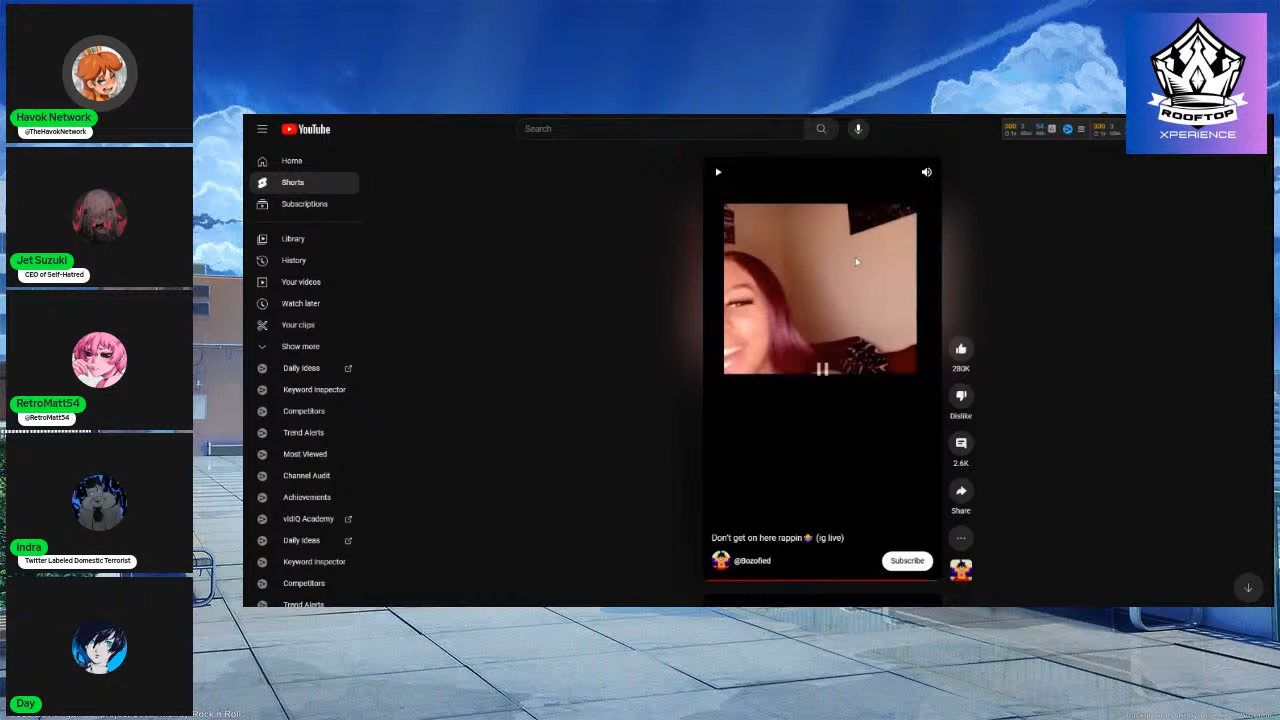 Havok Network
@TheHavokNetwork
Jet Suzuki
CEO of Self-Hatred
RetroMatt54
@RetroMatt54
Indra
Twitter Labeled Domestic Terrorist
Day
Rock n Roll
YouTube
Search
Home
Shorts
Subscriptions
Library
History
Your videos
Watch later
Your clips
Show more
Daily Ideas
Keyword Inspector
Competitors
Trend Alerts
Most Viewed
Channel Audit
Achievements
vidIQ Academy
Daily Ideas
Keyword Inspector
Competitors
Trend Alerts
280K
Dislike
2.6K
Share
Don't get on here rappin (ig live)
@Bozofied
Subscribe
ROOFTOP
XPERIENCE